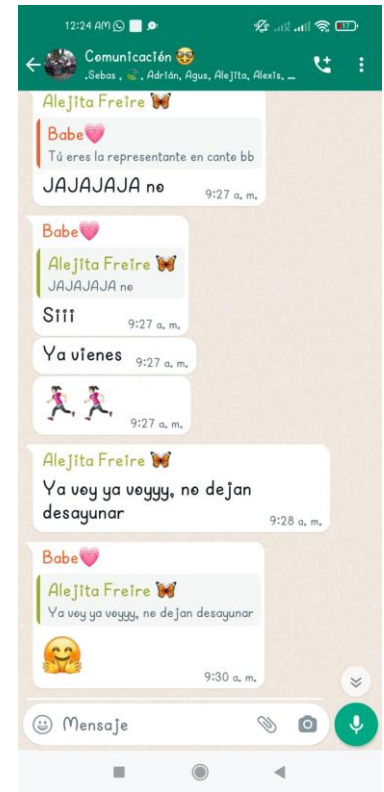 12:24 AM
17
Comunicación 🤓
.Sebas , 🐊, Adrián, Agus, Alejita, Alexis, ...
Alejita Freire 🦋
Babe💗
Tú eres la representante en canto bb
JAJAJAJA no
9:27 a. m.
Babe💗
Alejita Freire 🦋
JAJAJAJA no
Siii
9:27 a. m.
Ya vienes
9:27 a. m.
🏃🏻‍♀️🏃🏻‍♀️
9:27 a. m.
Alejita Freire 🦋
Ya voy ya voyyy, no dejan
desayunar
9:28 a. m.
Babe💗
Alejita Freire 🦋
Ya voy ya voyyy, no dejan desayunar
🤗
9:30 a. m.
Mensaje